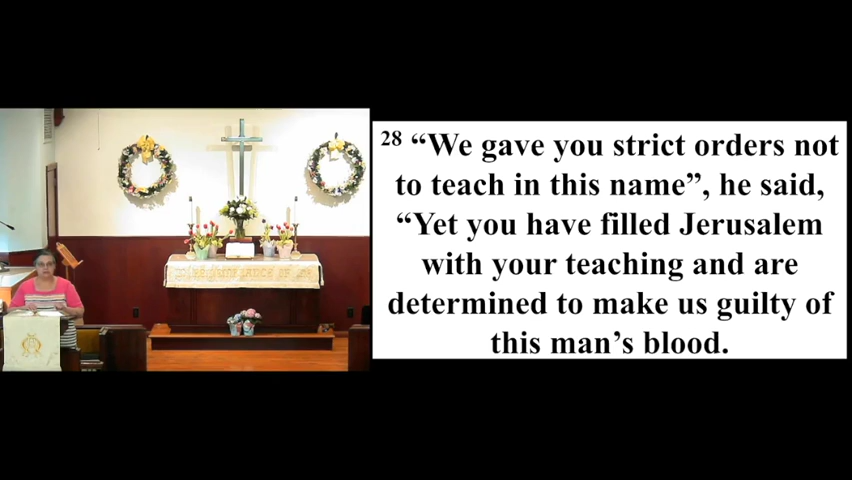 28 “We gave you strict orders not
to teach in this name”, he said,
“Yet you have filled Jerusalem
with your teaching and are
determined to make us guilty of
this man’s blood.